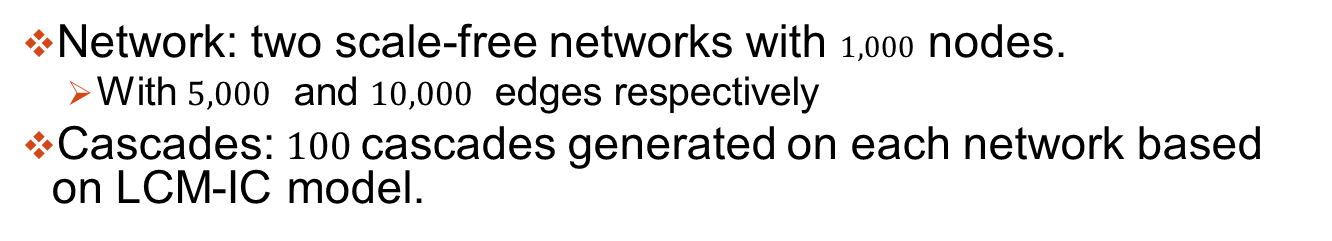 ❖Network: two scale-free networks with 1,000 nodes.
➢With 5,000 and 10,000 edges respectively
❖Cascades: 100 cascades generated on each network based
on LCM-IC model.